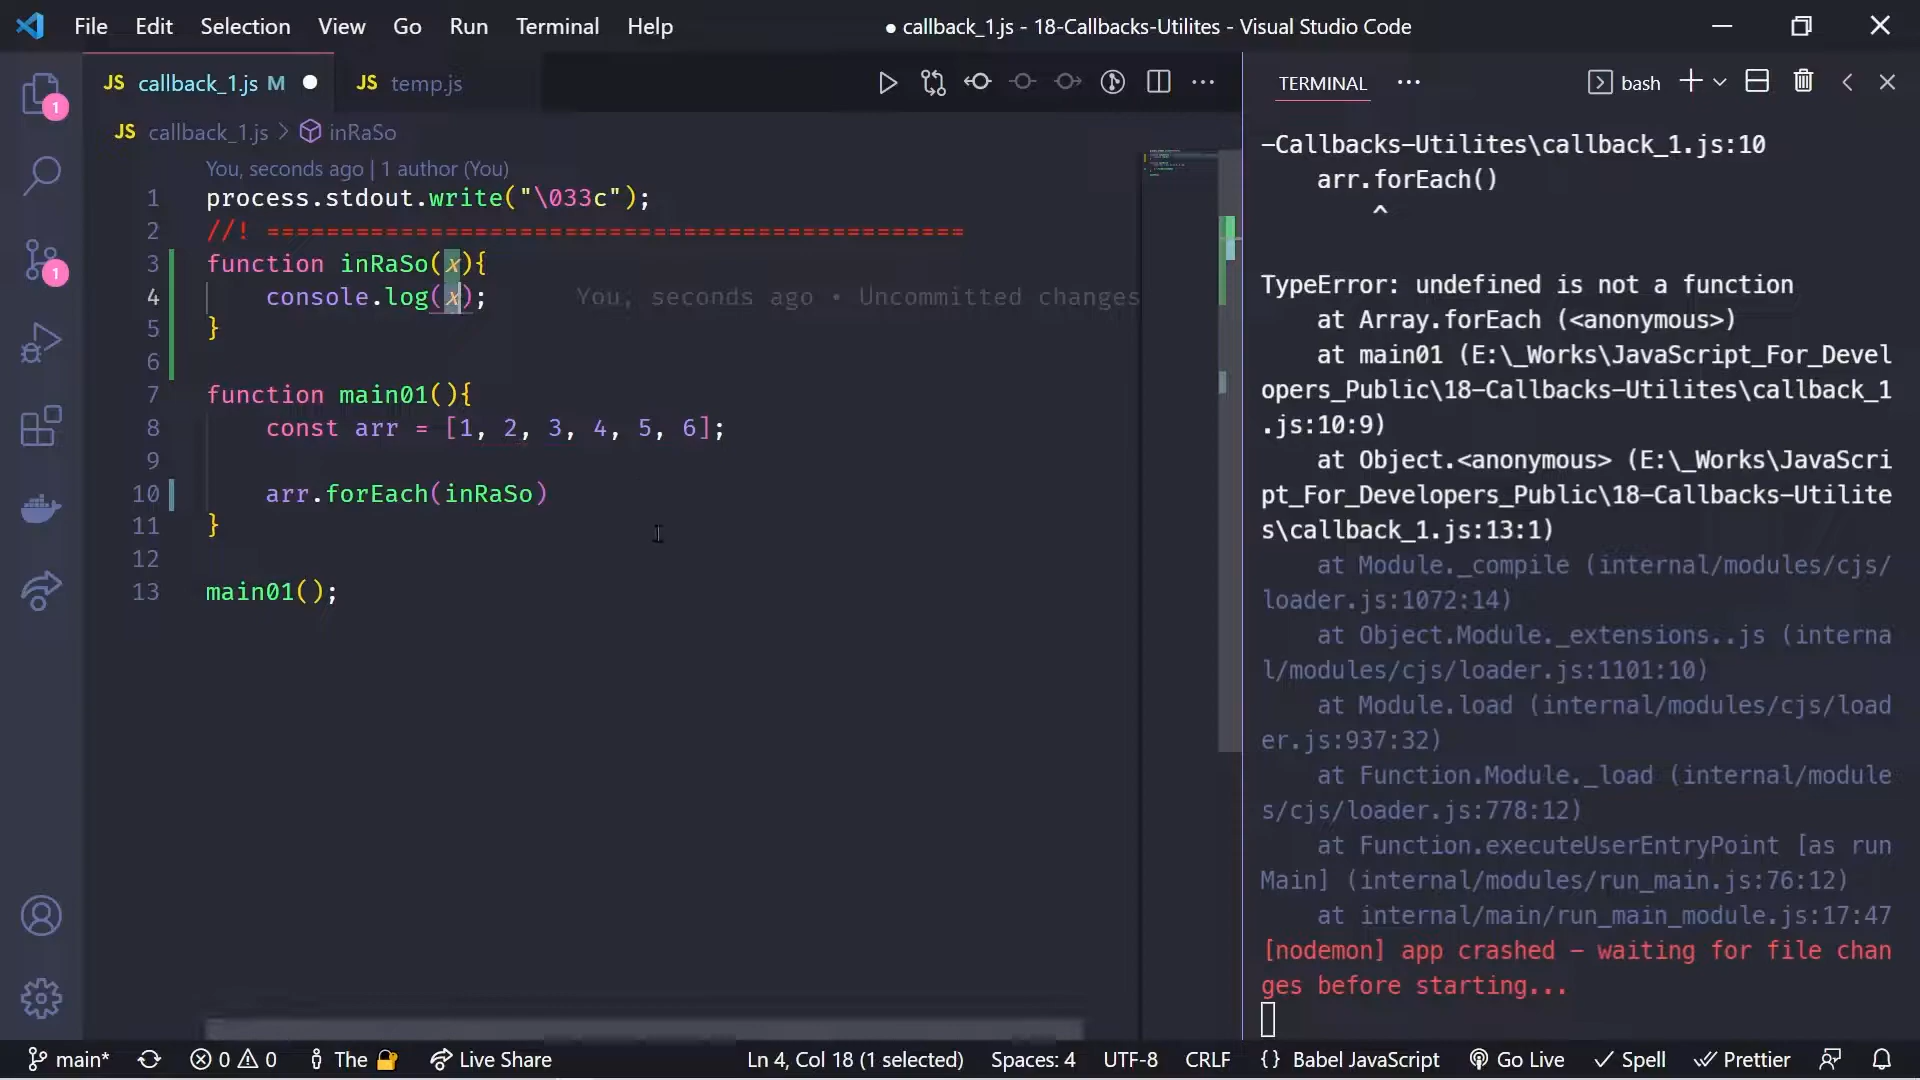 File Edit Selection View Go Run Terminal Help
● callback_1.js - 18-Callbacks-Utilites - Visual Studio Code
JS callback_1.js M ●
JS temp.js
JS callback_1.js > inRaSo
You, seconds ago | 1 author (You)
1 process.stdout.write("\033c");
2 //! ===============================================
3 function inRaSo(x){
4 console.log(x); You, seconds ago • Uncommitted changes
5 }
6
7 function main01(){
8 const arr = [1, 2, 3, 4, 5, 6];
9
10 arr.forEach(inRaSo)
11 }
12
13 main01();
1
1
TERMINAL ···
bash
-Callbacks-Utilites\callback_1.js:10
arr.forEach()
^
TypeError: undefined is not a function
at Array.forEach (<anonymous>)
at main01 (E:\_Works\JavaScript_For_Devel
opers_Public\18-Callbacks-Utilites\callback_1
.js:10:9)
at Object.<anonymous> (E:\_Works\JavaScri
pt_For_Developers_Public\18-Callbacks-Utilite
s\callback_1.js:13:1)
at Module._compile (internal/modules/cjs/
loader.js:1072:14)
at Object.Module._extensions..js (interna
l/modules/cjs/loader.js:1101:10)
at Module.load (internal/modules/cjs/load
er.js:937:32)
at Function.Module._load (internal/module
s/cjs/loader.js:778:12)
at Function.executeUserEntryPoint [as run
Main] (internal/modules/run_main.js:76:12)
at internal/main/run_main_module.js:17:47
[nodemon] app crashed - waiting for file chan
ges before starting...
main* 0 0 The Live Share Ln 4, Col 18 (1 selected) Spaces: 4 UTF-8 CRLF {} Babel JavaScript Go Live Spell Prettier